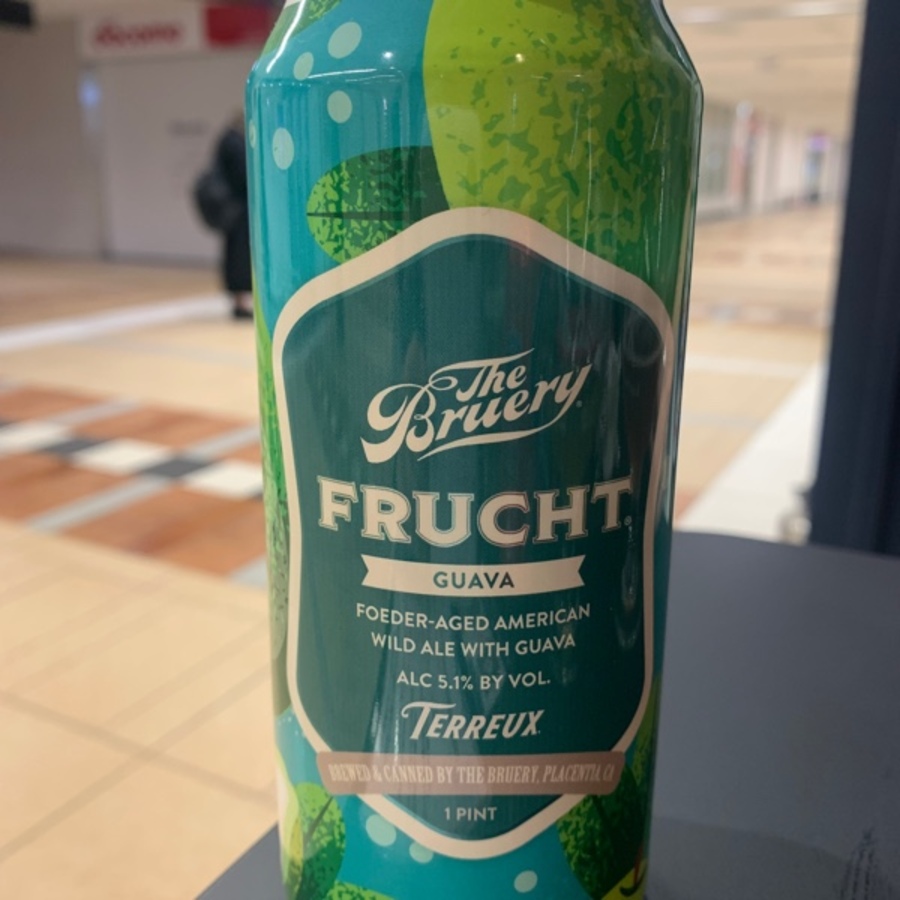 döcomo
The
Bruery
FRUCHT
GUAVA
FOEDER-AGED AMERICAN
WILD ALE WITH GUAVA
ALC 5.1% BY VOL.
TERREUX
BREWED & CANNED BY THE BRUERY, PLACENTIA, CA
1 PINT